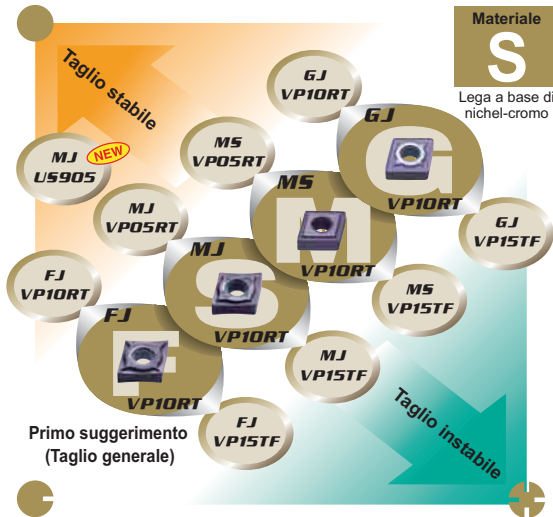 Materiale
S
Lega a base di
nichel-cromo
Taglio stabile
GJ
VP10RT
GJ
G
VP10RT
MS
VP05RT
MJ
US905
NEW
MS
M
VP10RT
MJ
VP05RT
GJ
VP15TF
MJ
S
VP10RT
FJ
VP10RT
MS
VP15TF
FJ
F
VP10RT
MJ
VP15TF
Taglio instabile
FJ
VP15TF
Primo suggerimento
(Taglio generale)